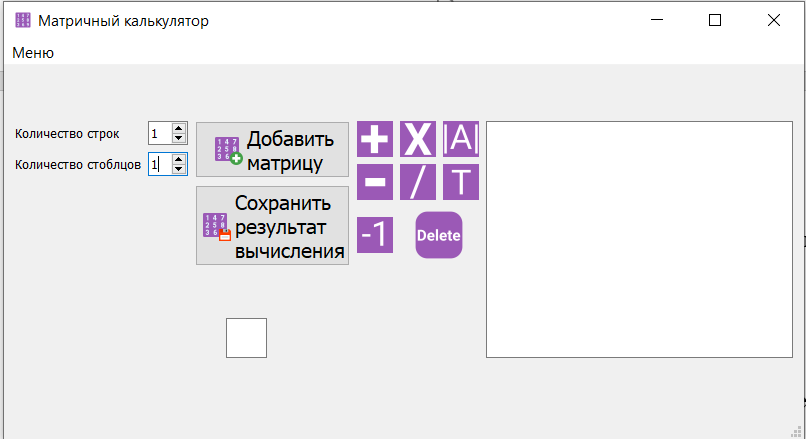 Матричный калькулятор
Меню
Количество строк
1
Количество стоблцов
1
Добавить
матрицу
Сохранить
результат
вычисления
+
X
|A|
-
/
T
-1
Delete